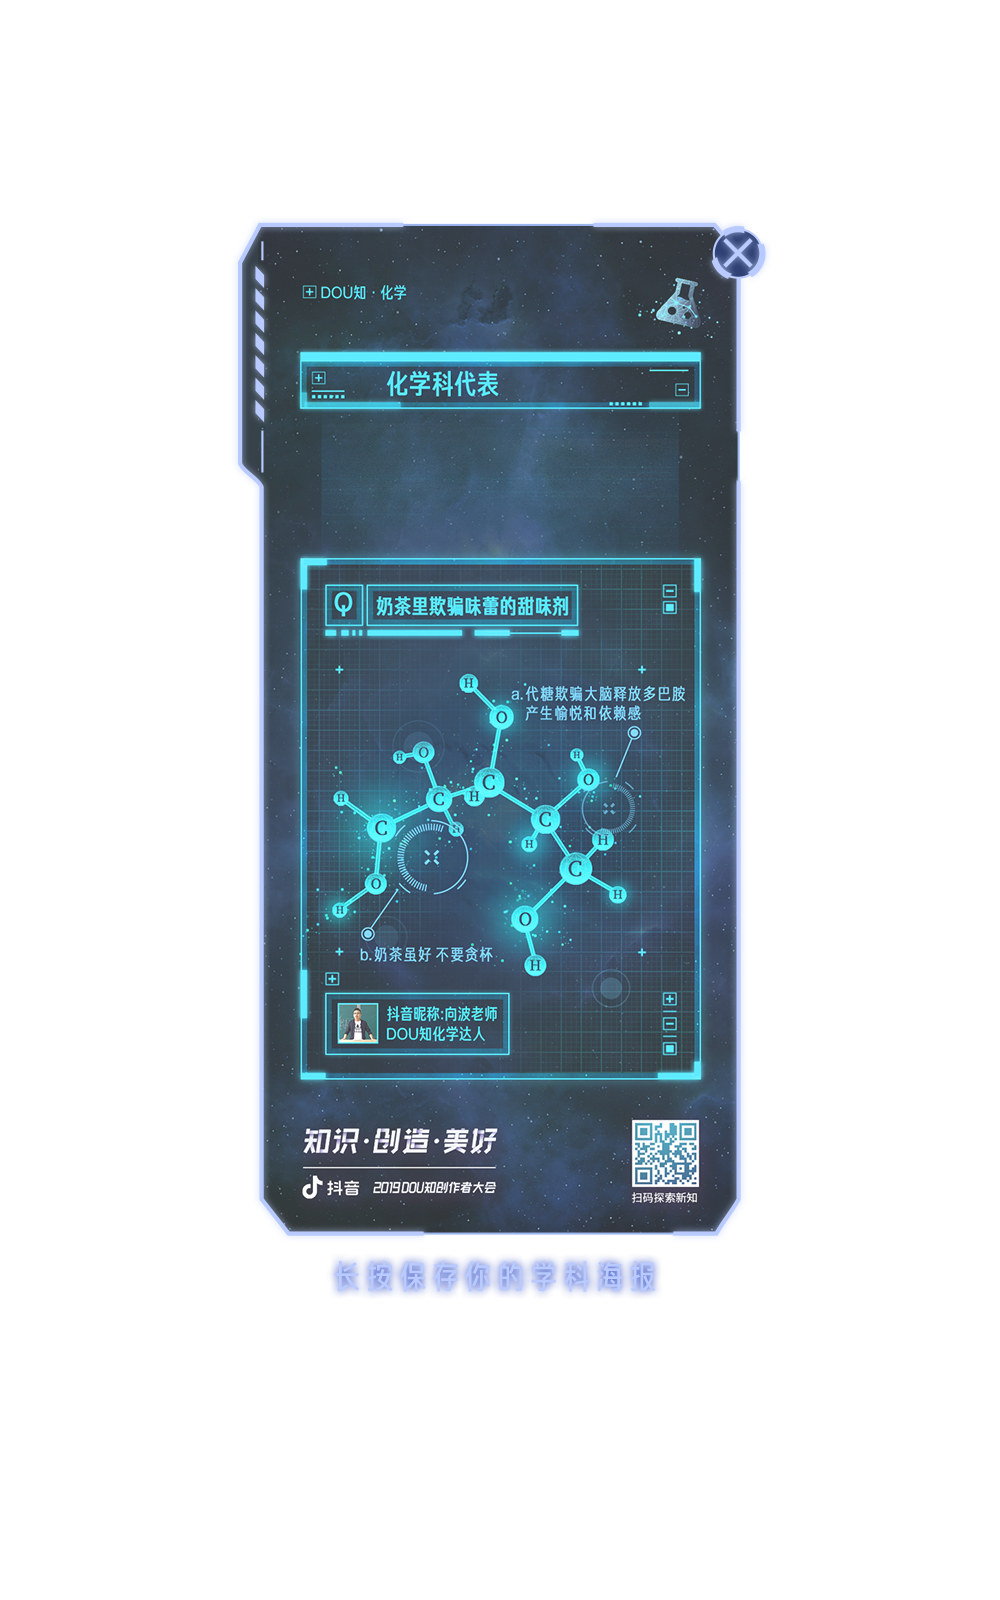 DOU知·化学
化学科代表
Q 奶茶里欺骗味蕾的甜味剂
H
O
a.代糖欺骗大脑释放多巴胺
产生愉悦和依赖感
H O
H
O
H
C H C
H
C
C
H
H
H
C
O
H
H
O
H
b.奶茶虽好 不要贪杯
抖音昵称:向波老师
DOU知化学达人
知识·创造·美好
抖音 2019DOU知创作者大会
扫码探索新知
长按保存你的学科海报